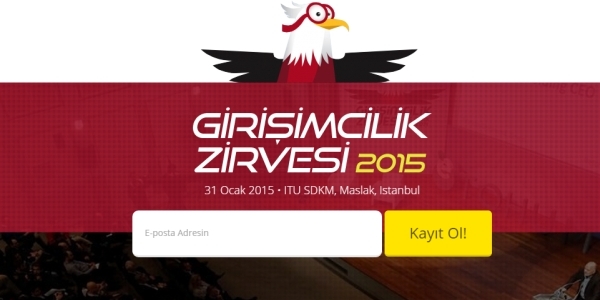 GİRİŞİMCİLİK
ZİRVESİ 2015
31 Ocak 2015 • ITU SDKM, Maslak, Istanbul
E-posta Adresin
Kayıt Ol!